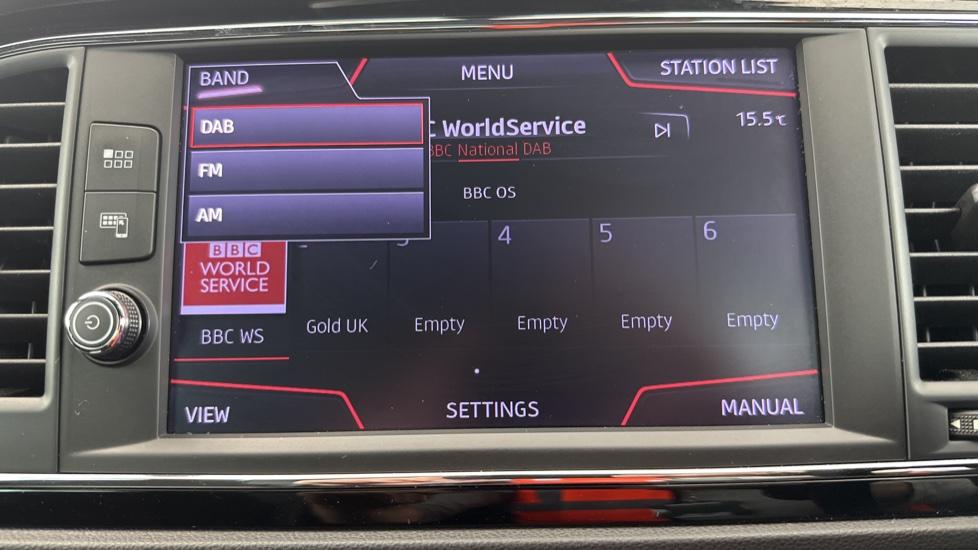 BAND
MENU
STATION LIST
DAB
FM
AM
C WorldService
BBC National DAB
15.5℃
BBC OS
4
5
6
BBC
WORLD
SERVICE
BBC WS
Gold UK
Empty
Empty
Empty
Empty
VIEW
SETTINGS
MANUAL